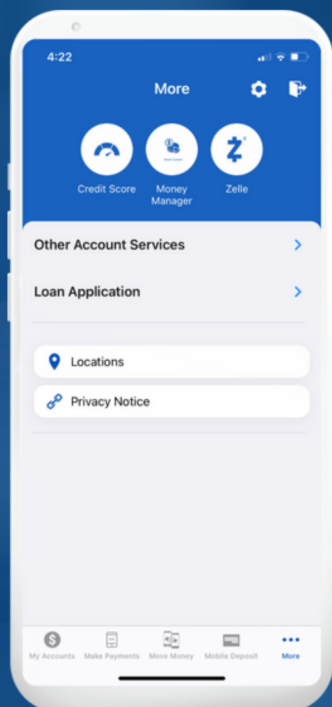 4:22
More
Credit Score
Money
Manager
Zelle
Other Account Services
Loan Application
Locations
Privacy Notice
My Accounts
Make Payments
Move Money
Mobile Deposit
More